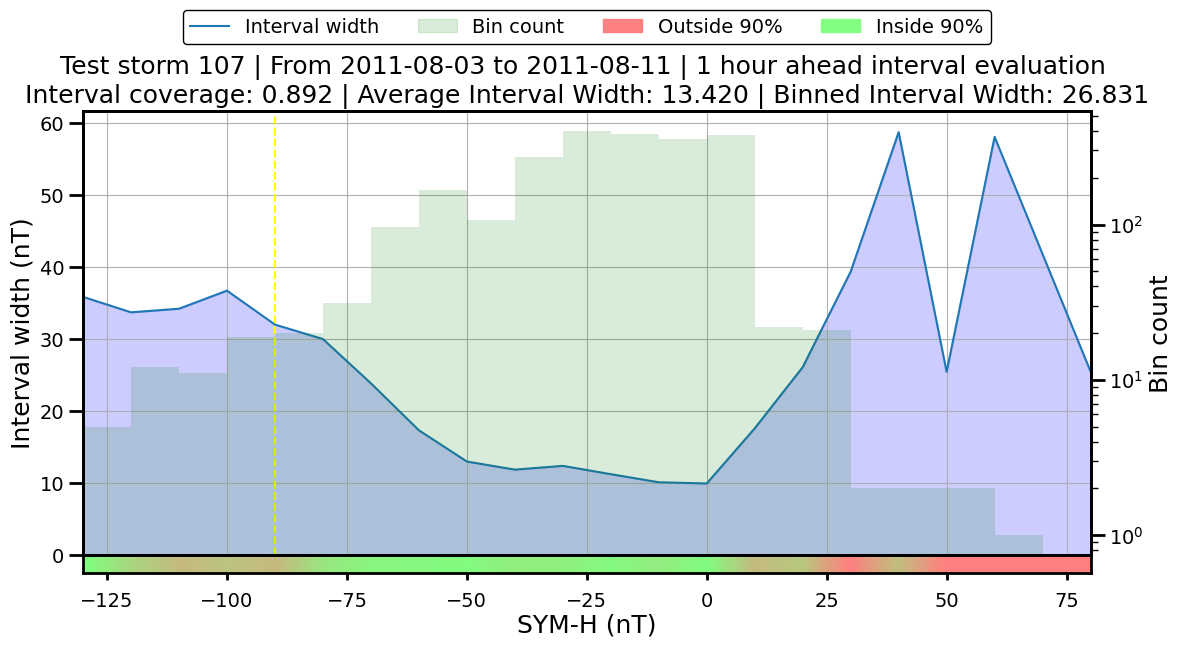 Interval width Bin count Outside 90% Inside 90%
Test storm 107 | From 2011-08-03 to 2011-08-11 | 1 hour ahead interval evaluation
Interval coverage: 0.892 | Average Interval Width: 13.420 | Binned Interval Width: 26.831
60
50
40
30
20
10
0
Interval width (nT)
10²
10¹
10⁰
Bin count
−125 −100 −75 −50 −25 0 25 50 75
SYM-H (nT)